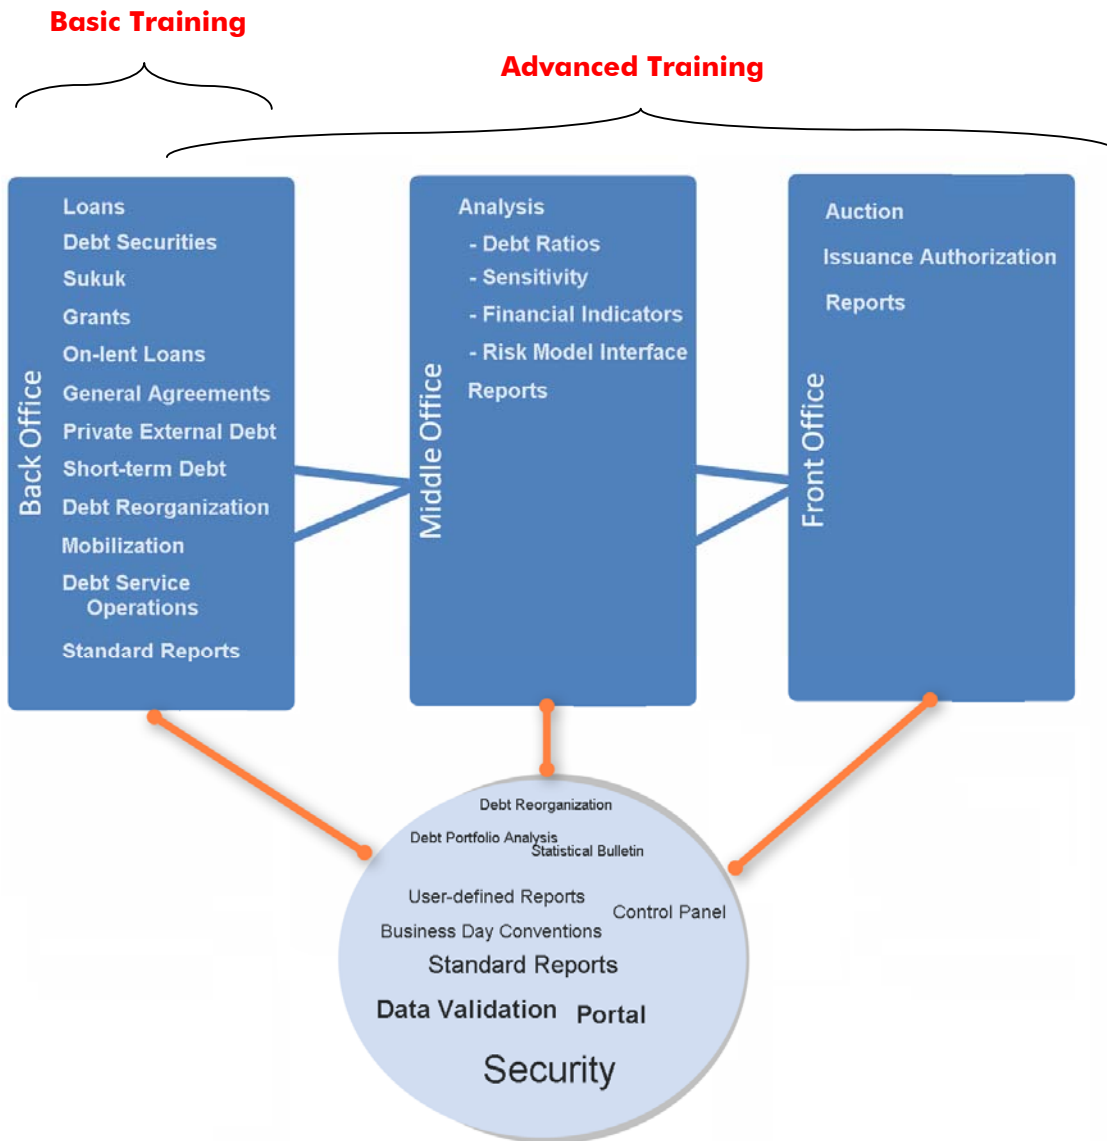 Basic Training
Advanced Training
Back Office
Loans
Debt Securities
Sukuk
Grants
On-lent Loans
General Agreements
Private External Debt
Short-term Debt
Debt Reorganization
Mobilization
Debt Service
Operations
Standard Reports
Middle Office
Analysis
- Debt Ratios
- Sensitivity
- Financial Indicators
- Risk Model Interface
Reports
Front Office
Auction
Issuance Authorization
Reports
Debt Reorganization
Debt Portfolio Analysis
Statistical Bulletin
User-defined Reports
Control Panel
Business Day Conventions
Standard Reports
Data Validation
Portal
Security